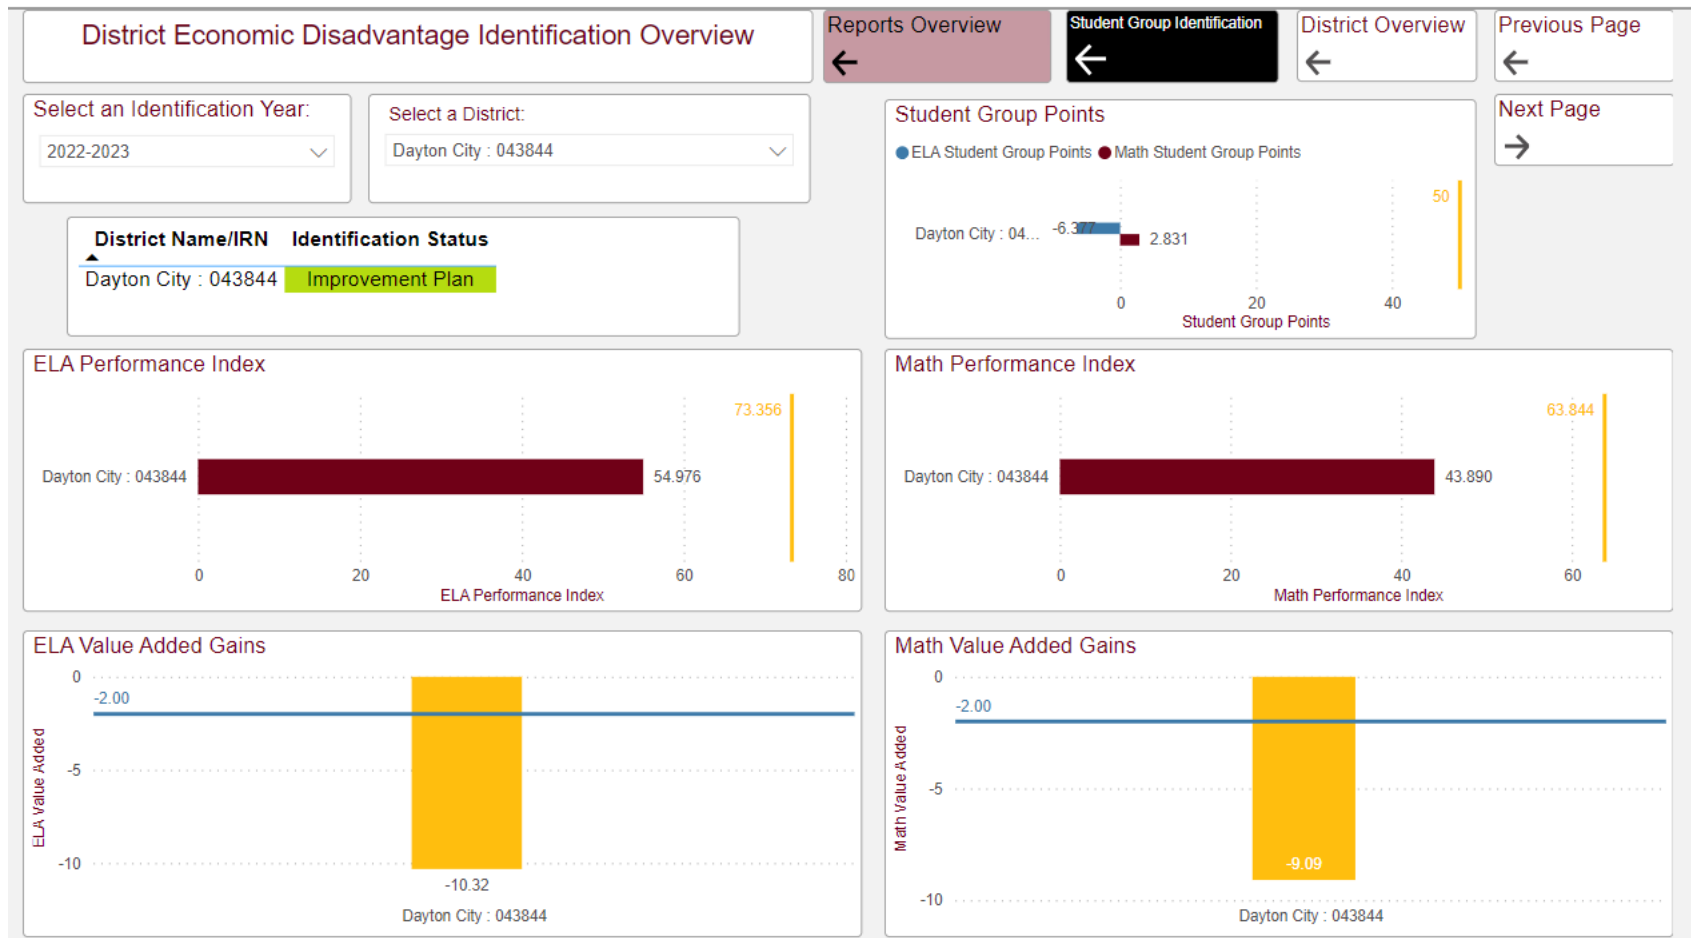 District Economic Disadvantage Identification Overview
Reports Overview
Student Group Identification
District Overview
Previous Page
Select an Identification Year:
2022-2023
Select a District:
Dayton City : 043844
Student Group Points
ELA Student Group Points Math Student Group Points
50
Dayton City : 04...
-6.377
2.831
0 20 40
Student Group Points
Next Page
District Name/IRN Identification Status
Dayton City : 043844 Improvement Plan
ELA Performance Index
73.356
Dayton City : 043844
54.976
0 20 40 60 80
ELA Performance Index
Math Performance Index
63.844
Dayton City : 043844
43.890
0 20 40 60
Math Performance Index
ELA Value Added Gains
0
-2.00
-5
-10
ELA Value Added
-10.32
Dayton City : 043844
Math Value Added Gains
0
-2.00
-5
-10
Math Value Added
-9.09
Dayton City : 043844